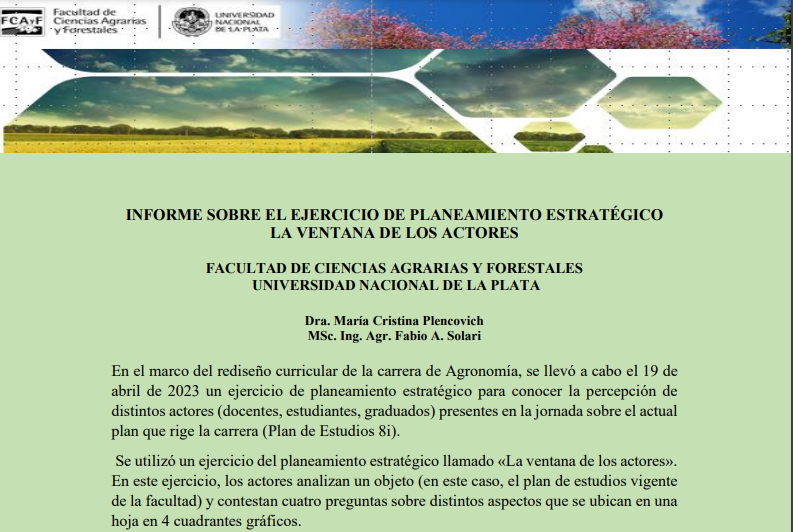 FCAyF
Facultad de
Ciencias Agrarias
y Forestales
UNIVERSIDAD
NACIONAL
DE LA PLATA
INFORME SOBRE EL EJERCICIO DE PLANEAMIENTO ESTRATÉGICO
LA VENTANA DE LOS ACTORES
FACULTAD DE CIENCIAS AGRARIAS Y FORESTALES
UNIVERSIDAD NACIONAL DE LA PLATA
Dra. María Cristina Plencovich
MSc. Ing. Agr. Fabio A. Solari
En el marco del rediseño curricular de la carrera de Agronomía, se llevó a cabo el 19 de
abril de 2023 un ejercicio de planeamiento estratégico para conocer la percepción de
distintos actores (docentes, estudiantes, graduados) presentes en la jornada sobre el actual
plan que rige la carrera (Plan de Estudios 8i).
Se utilizó un ejercicio del planeamiento estratégico llamado «La ventana de los actores».
En este ejercicio, los actores analizan un objeto (en este caso, el plan de estudios vigente
de la facultad) y contestan cuatro preguntas sobre distintos aspectos que se ubican en una
hoja en 4 cuadrantes gráficos.